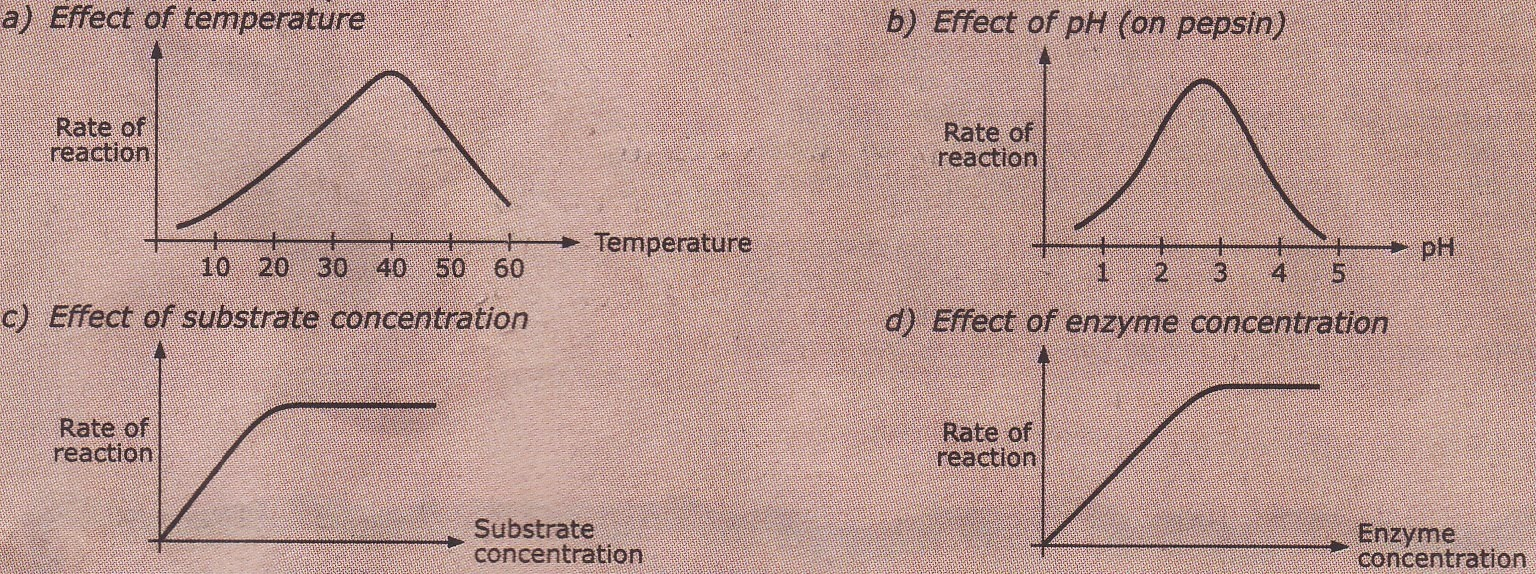 a) Effect of temperature
Rate of
reaction
10 20 30 40 50 60
Temperature
b) Effect of pH (on pepsin)
Rate of
reaction
1 2 3 4 5
pH
c) Effect of substrate concentration
Rate of
reaction
Substrate
concentration
d) Effect of enzyme concentration
Rate of
reaction
Enzyme
concentration